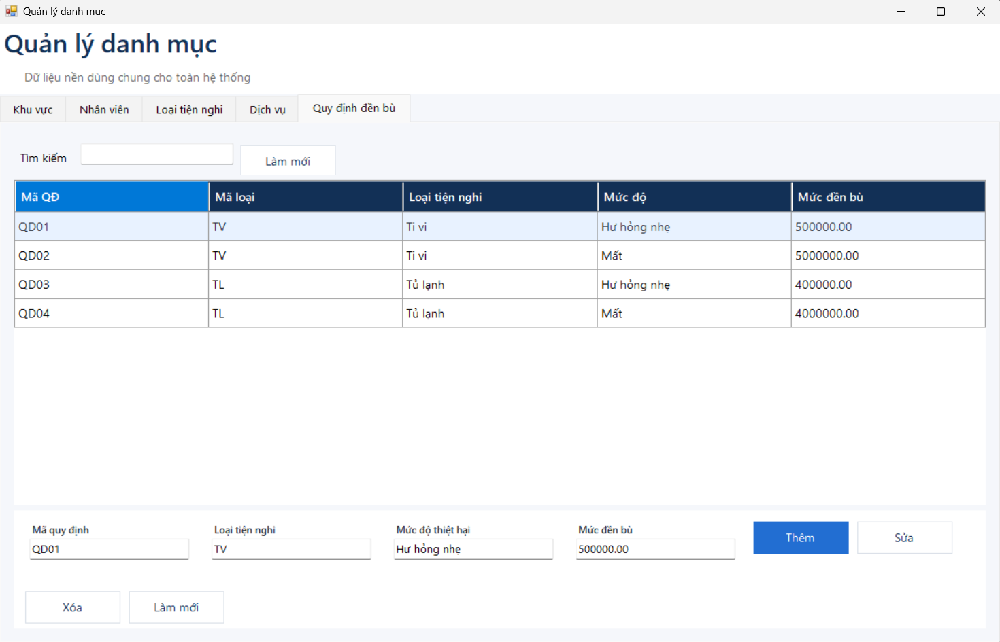 Quản lý danh mục
Quản lý danh mục
Dữ liệu nền dùng chung cho toàn hệ thống
Khu vực Nhân viên Loại tiện nghi Dịch vụ Quy định đền bù
Tìm kiếm Làm mới
Mã QĐ Mã loại Loại tiện nghi Mức độ Mức đền bù
QD01 TV Ti vi Hư hỏng nhẹ 500000.00
QD02 TV Ti vi Mất 5000000.00
QD03 TL Tủ lạnh Hư hỏng nhẹ 400000.00
QD04 TL Tủ lạnh Mất 4000000.00
Mã quy định Loại tiện nghi Mức độ thiệt hại Mức đền bù
QD01 TV Hư hỏng nhẹ 500000.00 Thêm Sửa
Xóa Làm mới